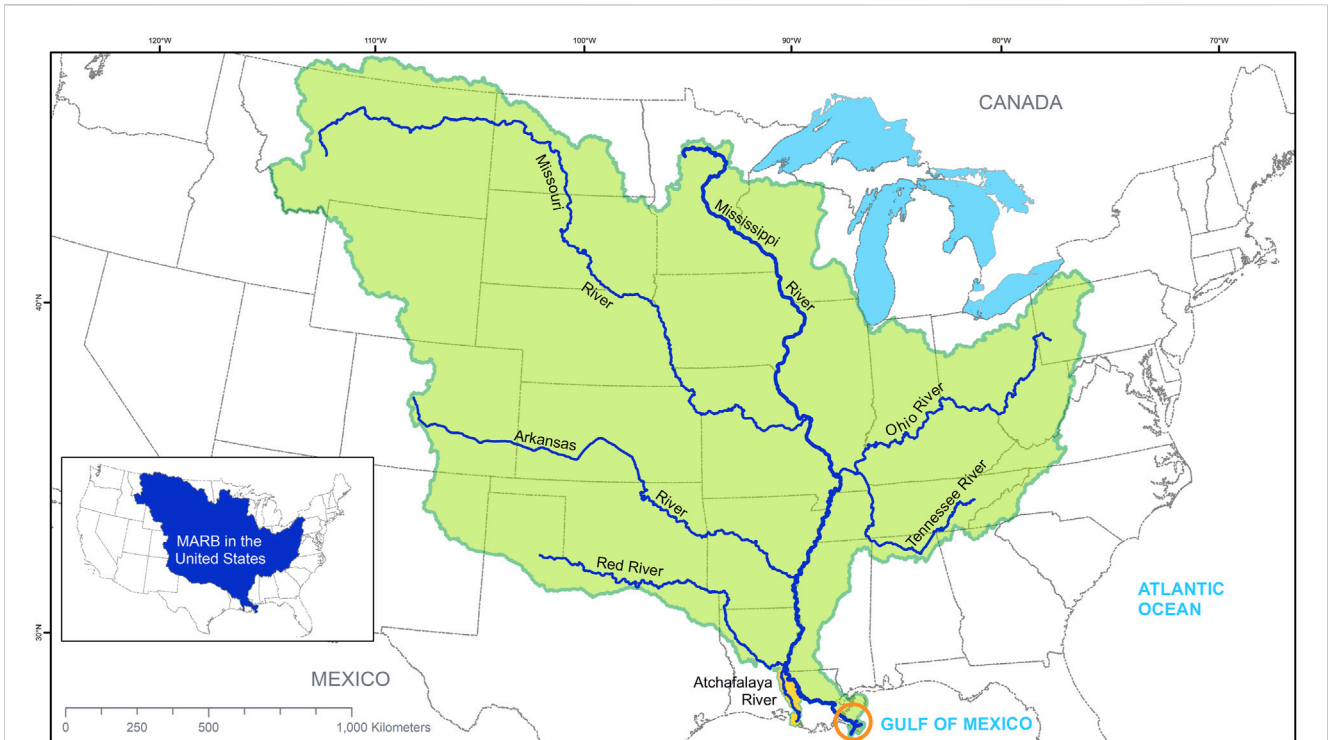 120°W
110°W
100°W
90°W
80°W
70°W
CANADA
Missouri
River
Mississippi
River
40°N
Ohio River
Arkansas
River
Tennessee River
MARB in the
United States
Red River
ATLANTIC
OCEAN
30°N
MEXICO
Atchafalaya
River
GULF OF MEXICO
0
250
500
1,000 Kilometers